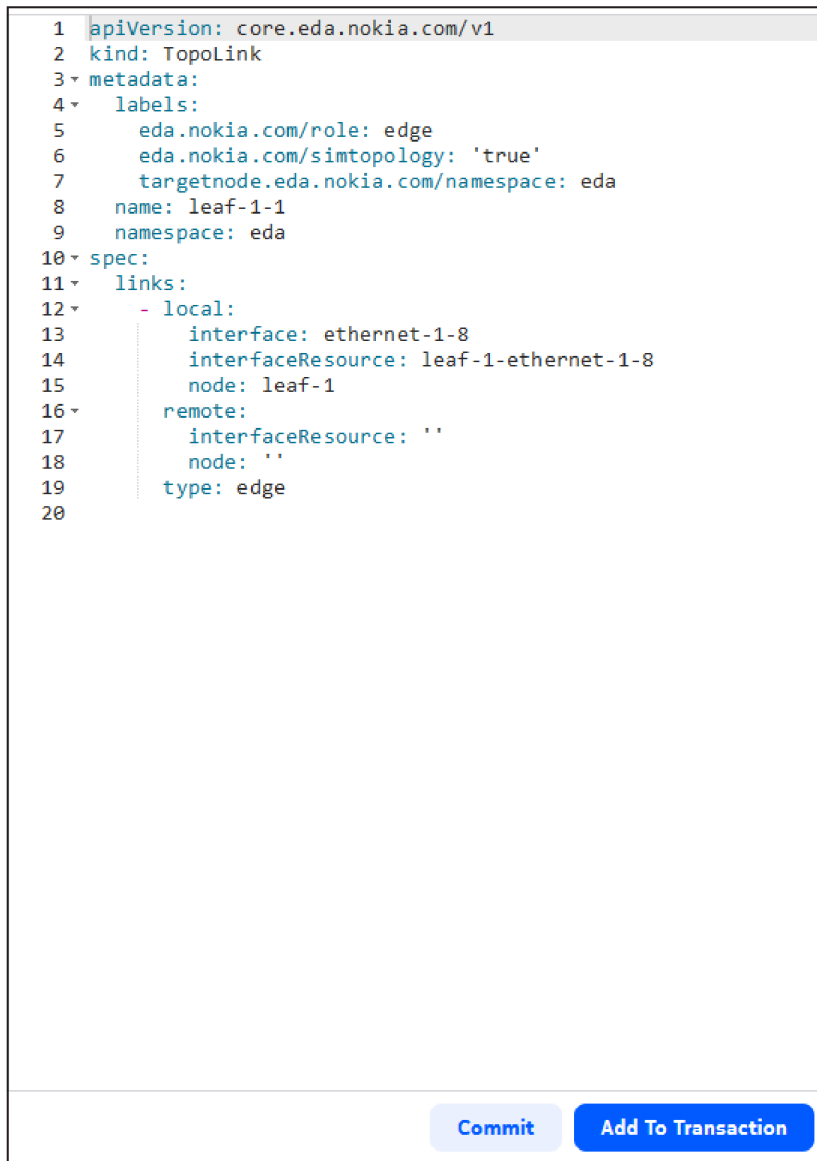 1 apiVersion: core.eda.nokia.com/v1
2 kind: TopoLink
3 metadata:
4   labels:
5     eda.nokia.com/role: edge
6     eda.nokia.com/simtopology: 'true'
7     targetnode.eda.nokia.com/namespace: eda
8   name: leaf-1-1
9   namespace: eda
10 spec:
11   links:
12     - local:
13         interface: ethernet-1-8
14         interfaceResource: leaf-1-ethernet-1-8
15         node: leaf-1
16       remote:
17         interfaceResource: ''
18         node: ''
19       type: edge
20
Commit Add To Transaction